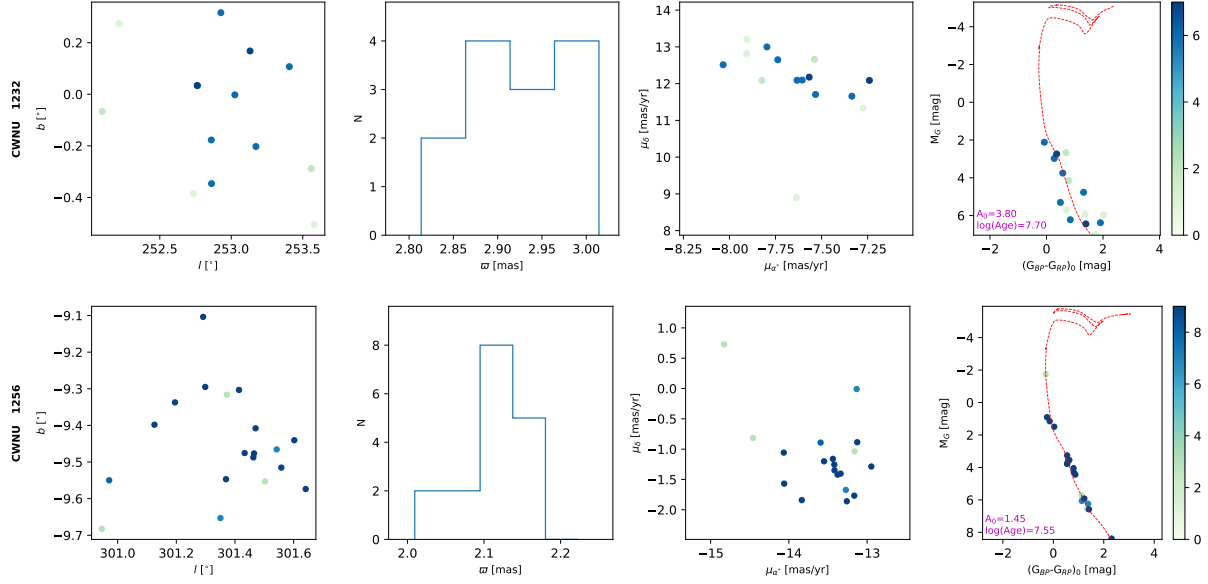 CWNU 1232
b [°]
0.2
0.0
−0.2
−0.4
252.5 253.0 253.5
l [°]
N
4
3
2
1
0
2.80 2.85 2.90 2.95 3.00
ϖ [mas]
μδ [mas/yr]
14
13
12
11
10
9
8
−8.25 −8.00 −7.75 −7.50 −7.25
μα* [mas/yr]
M_G [mag]
−4
−2
0
2
4
6
A₀=3.80
log(Age)=7.70
−2 0 2 4
(G_BP-G_RP)₀ [mag]
6
4
2
0
CWNU 1256
b [°]
−9.1
−9.2
−9.3
−9.4
−9.5
−9.6
−9.7
301.0 301.2 301.4 301.6
l [°]
N
8
6
4
2
0
2.0 2.1 2.2
ϖ [mas]
μδ [mas/yr]
1.0
0.5
0.0
−0.5
−1.0
−1.5
−2.0
−15 −14 −13
μα* [mas/yr]
M_G [mag]
−4
−2
0
2
4
6
8
A₀=1.45
log(Age)=7.55
−2 0 2 4
(G_BP-G_RP)₀ [mag]
8
6
4
2
0